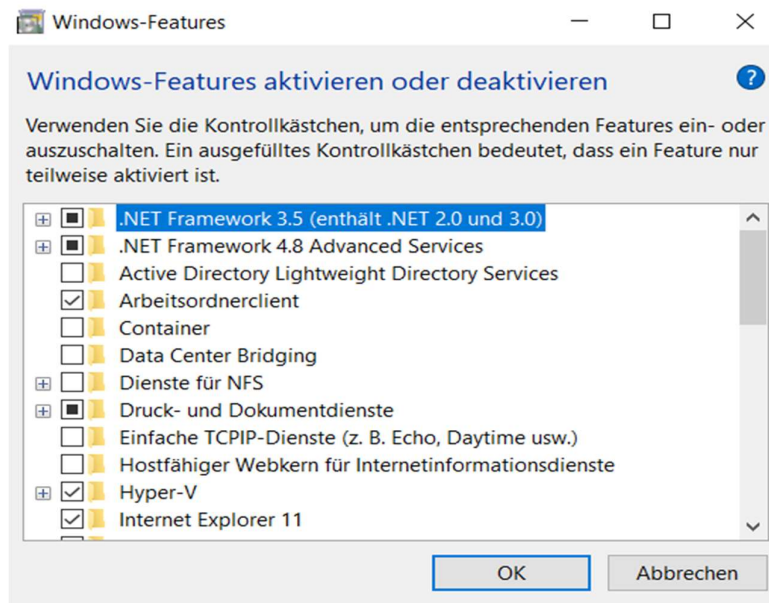 Windows-Features
Windows-Features aktivieren oder deaktivieren
?
Verwenden Sie die Kontrollkästchen, um die entsprechenden Features ein- oder
auszuschalten. Ein ausgefülltes Kontrollkästchen bedeutet, dass ein Feature nur
teilweise aktiviert ist.
.NET Framework 3.5 (enthält .NET 2.0 und 3.0)
.NET Framework 4.8 Advanced Services
Active Directory Lightweight Directory Services
Arbeitsordnerclient
Container
Data Center Bridging
Dienste für NFS
Druck- und Dokumentdienste
Einfache TCPIP-Dienste (z. B. Echo, Daytime usw.)
Hostfähiger Webkern für Internetinformationsdienste
Hyper-V
Internet Explorer 11
OK
Abbrechen